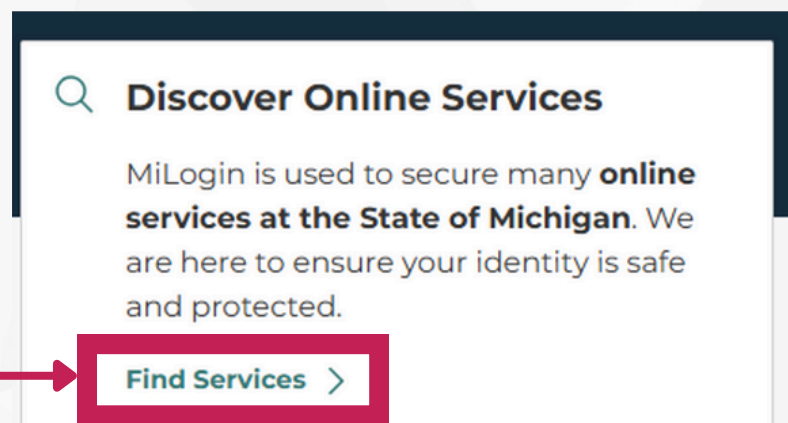 Discover Online Services
MiLogin is used to secure many online
services at the State of Michigan. We
are here to ensure your identity is safe
and protected.
Find Services